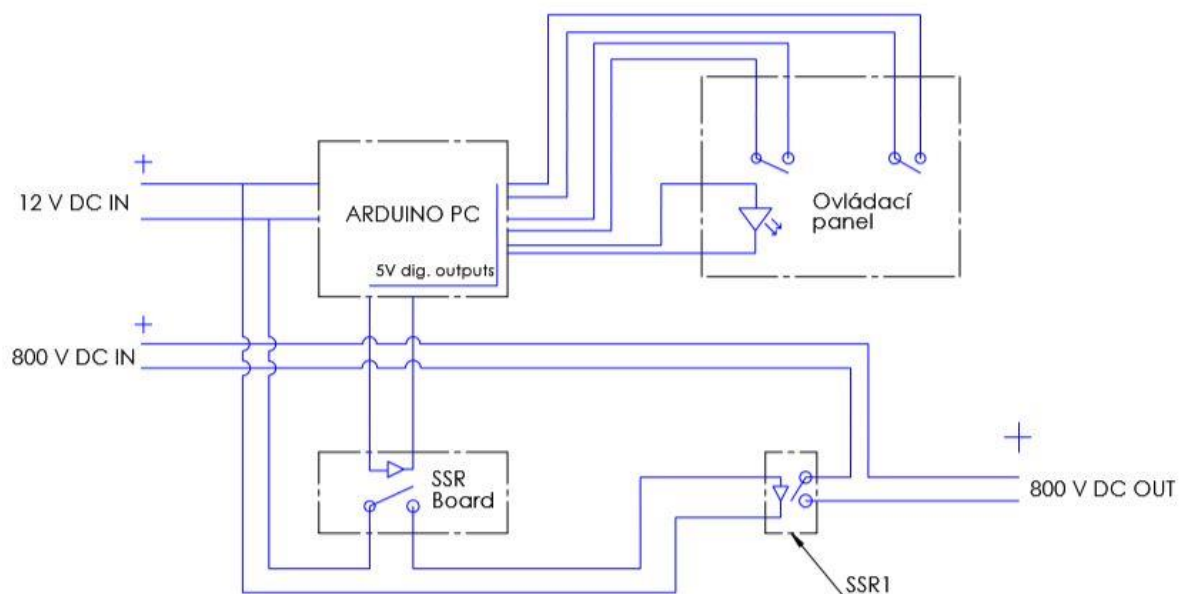 +
12 V DC IN
ARDUINO PC
5V dig. outputs
Ovládací
panel
+
800 V DC IN
SSR
Board
+
800 V DC OUT
SSR1